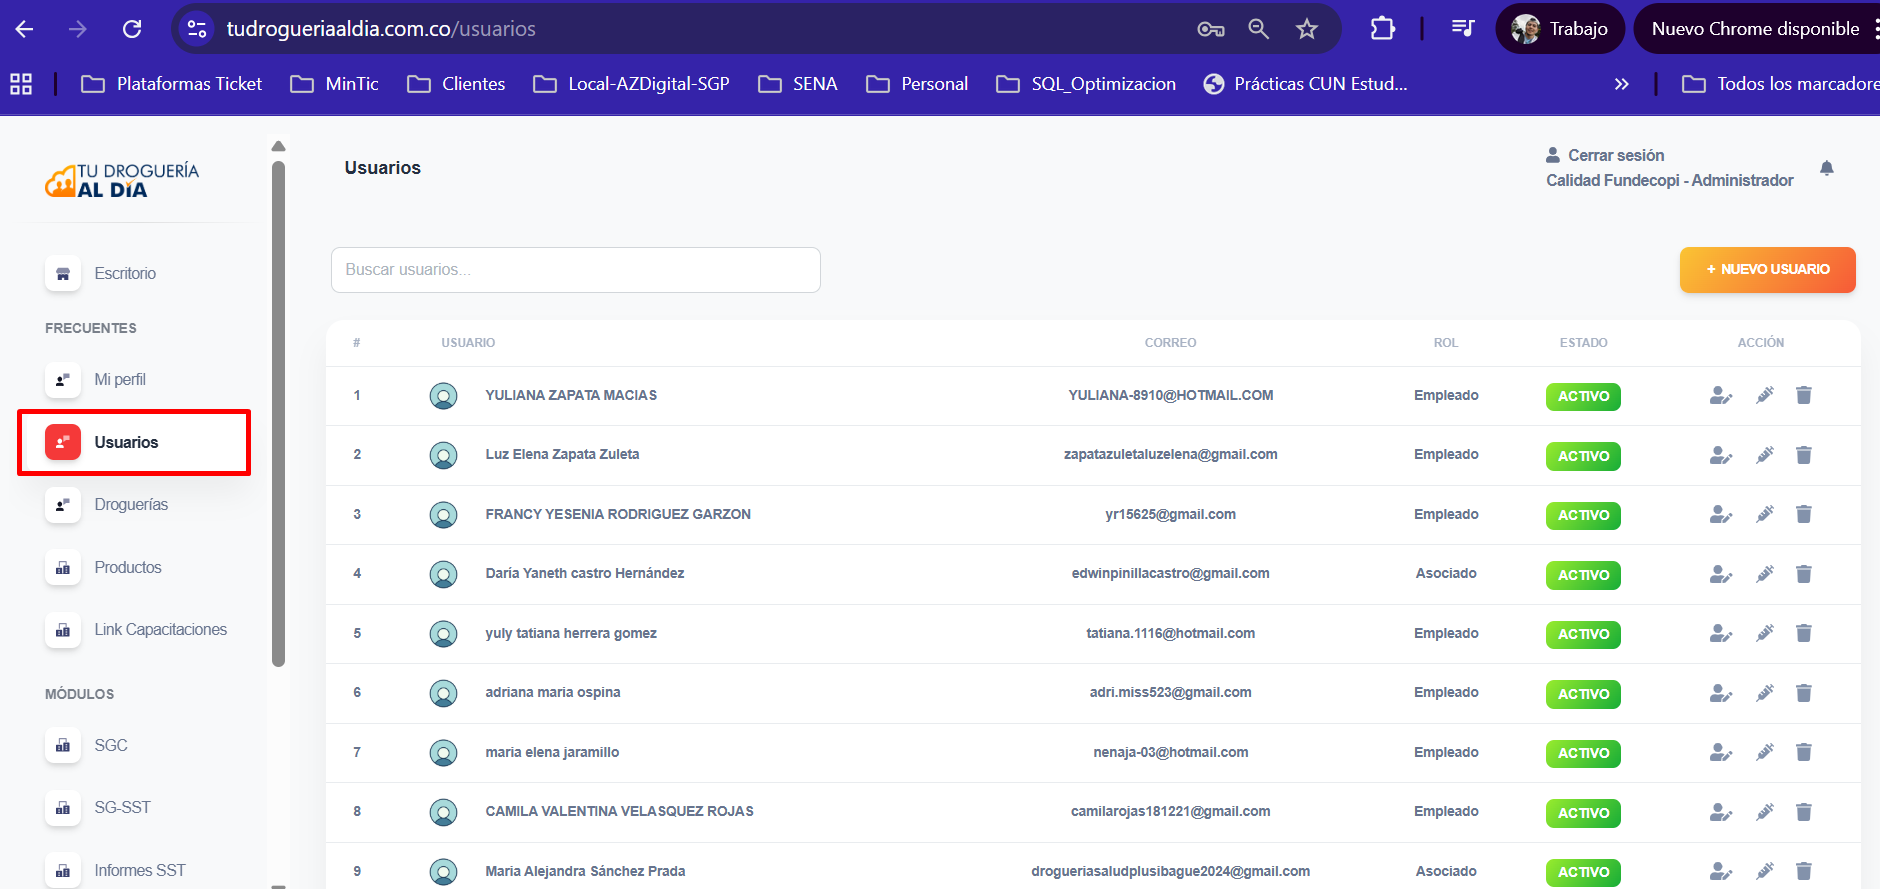 tudrogueriaaldia.com.co/usuarios
Trabajo
Nuevo Chrome disponible
Plataformas Ticket
MinTic
Clientes
Local-AZDigital-SGP
SENA
Personal
SQL_Optimizacion
Prácticas CUN Estud...
»
Todos los marcadore
TU DROGUERÍA
AL DÍA
Usuarios
Cerrar sesión
Calidad Fundecopi - Administrador
Escritorio
FRECUENTES
Mi perfil
Usuarios
Droguerías
Productos
Link Capacitaciones
MÓDULOS
SGC
SG-SST
Informes SST
Buscar usuarios...
+ NUEVO USUARIO
# USUARIO CORREO ROL ESTADO ACCIÓN
1 YULIANA ZAPATA MACIAS YULIANA-8910@HOTMAIL.COM Empleado ACTIVO
2 Luz Elena Zapata Zuleta zapatazuletaluzelena@gmail.com Empleado ACTIVO
3 FRANCY YESENIA RODRIGUEZ GARZON yr15625@gmail.com Empleado ACTIVO
4 Daría Yaneth castro Hernández edwinpinillacastro@gmail.com Asociado ACTIVO
5 yuly tatiana herrera gomez tatiana.1116@hotmail.com Empleado ACTIVO
6 adriana maria ospina adri.miss523@gmail.com Empleado ACTIVO
7 maria elena jaramillo nenaja-03@hotmail.com Empleado ACTIVO
8 CAMILA VALENTINA VELASQUEZ ROJAS camilarojas181221@gmail.com Empleado ACTIVO
9 Maria Alejandra Sánchez Prada drogueriasaludplusibague2024@gmail.com Asociado ACTIVO